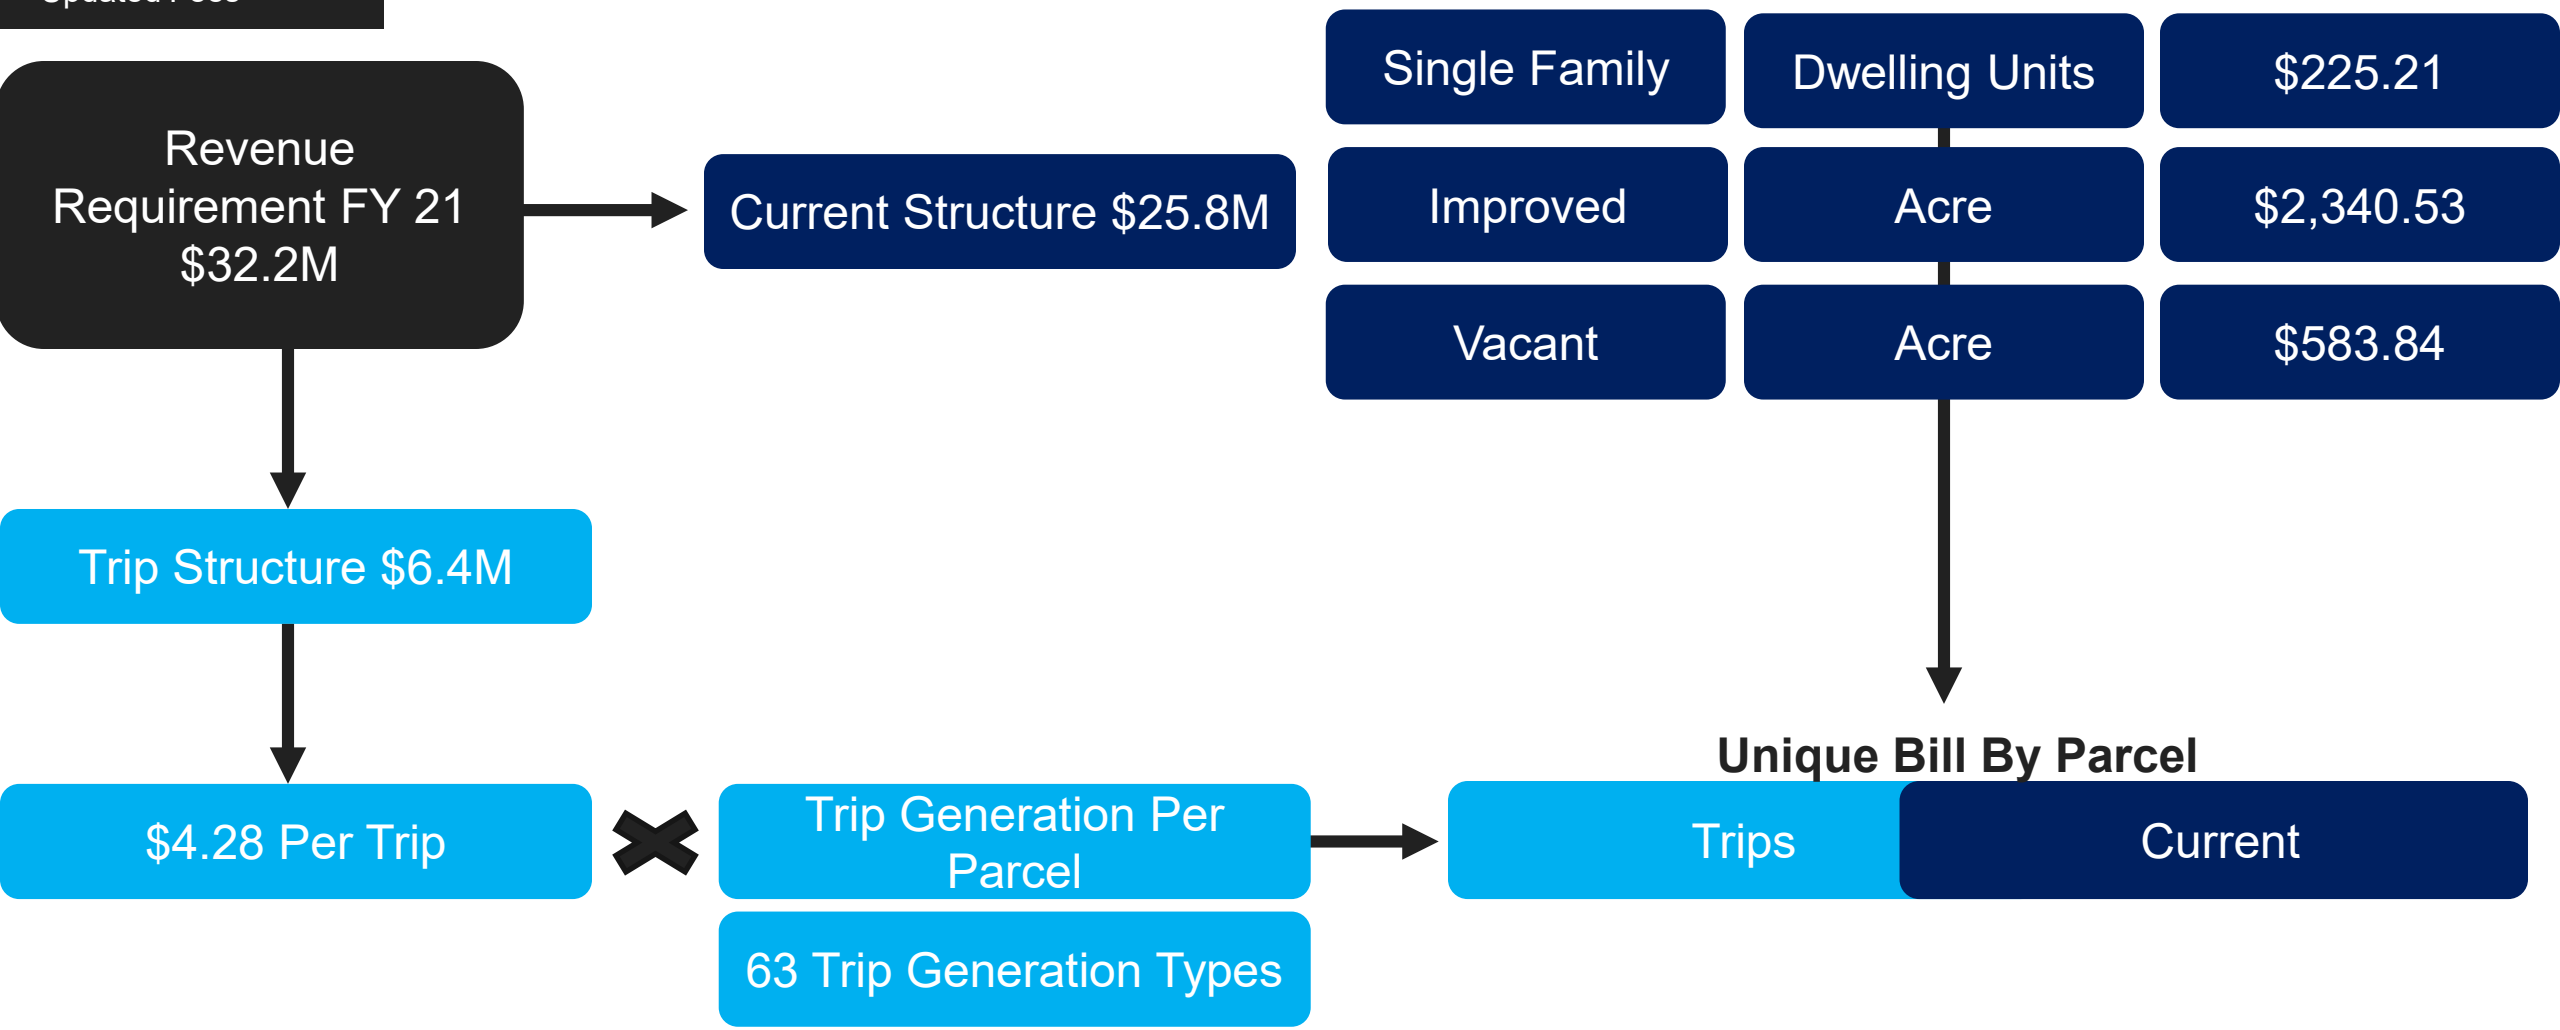 Updated Fees
Revenue
Requirement FY 21
$32.2M
Current Structure $25.8M
Single Family
Dwelling Units
$225.21
Improved
Acre
$2,340.53
Vacant
Acre
$583.84
Trip Structure $6.4M
$4.28 Per Trip
Trip Generation Per
Parcel
63 Trip Generation Types
Unique Bill By Parcel
Trips
Current